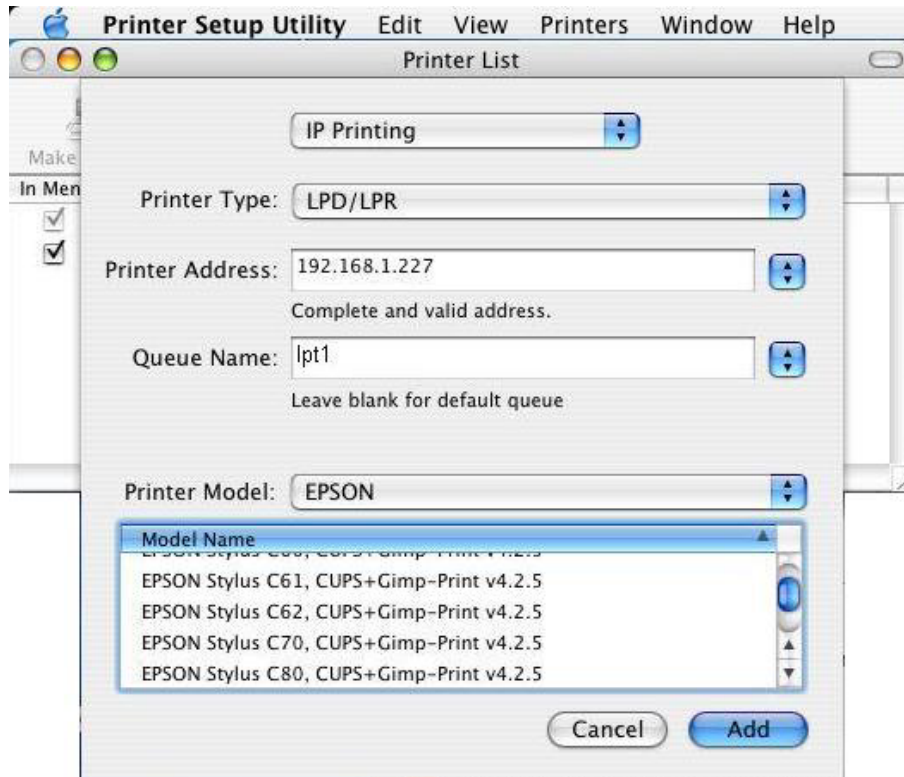 Printer Setup Utility Edit View Printers Window Help
Printer List
IP Printing
Make
In Men
Printer Type: LPD/LPR
Printer Address: 192.168.1.227
Complete and valid address.
Queue Name: lpt1
Leave blank for default queue
Printer Model: EPSON
Model Name
EPSON Stylus C61, CUPS+Gimp-Print v4.2.5
EPSON Stylus C62, CUPS+Gimp-Print v4.2.5
EPSON Stylus C70, CUPS+Gimp-Print v4.2.5
EPSON Stylus C80, CUPS+Gimp-Print v4.2.5
Cancel Add